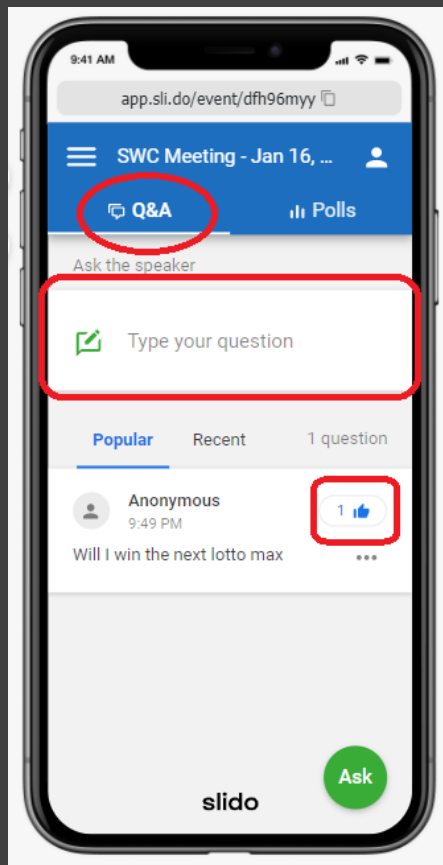 9:41 AM
app.sli.do/event/dfh96myy
SWC Meeting - Jan 16, ...
Q&A Polls
Ask the speaker
Type your question
Popular Recent 1 question
Anonymous 1
9:49 PM
Will I win the next lotto max
Ask
slido